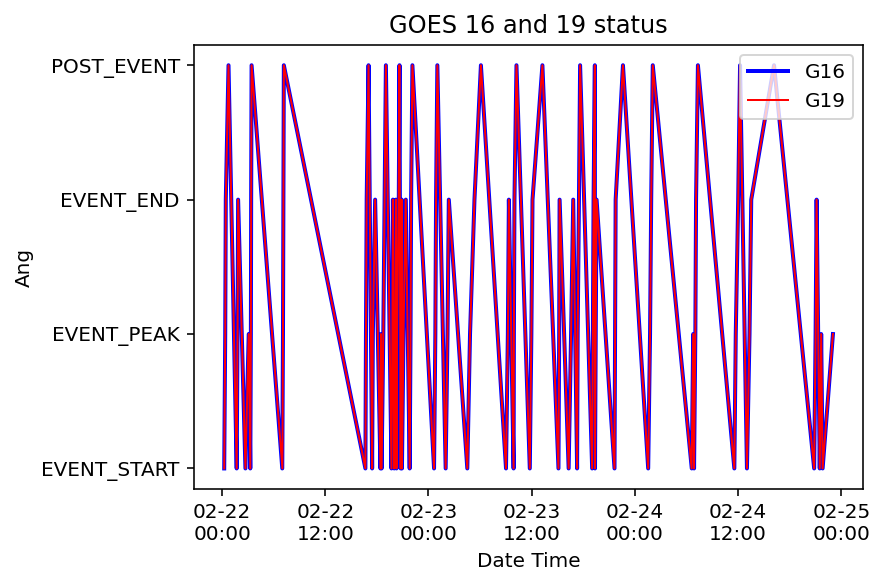 GOES 16 and 19 status
POST_EVENT
EVENT_END
EVENT_PEAK
EVENT_START
Ang
G16
G19
02-22 02-22 02-23 02-23 02-24 02-24 02-25
00:00 12:00 00:00 12:00 00:00 12:00 00:00
Date Time